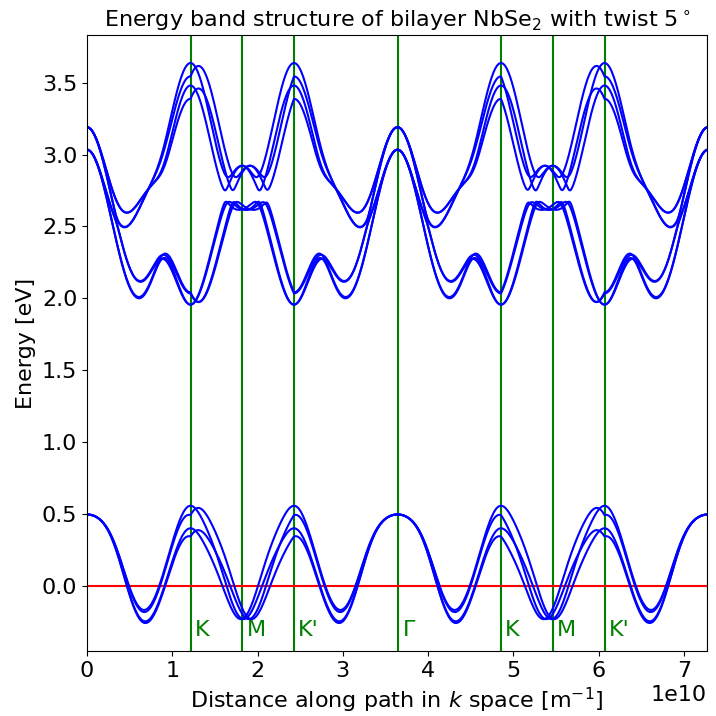 Energy band structure of bilayer NbSe₂ with twist 5°
Energy [eV]
3.5
3.0
2.5
2.0
1.5
1.0
0.5
0.0
K M K' Γ K M K'
0 1 2 3 4 5 6 7
1e10
Distance along path in k space [m⁻¹]